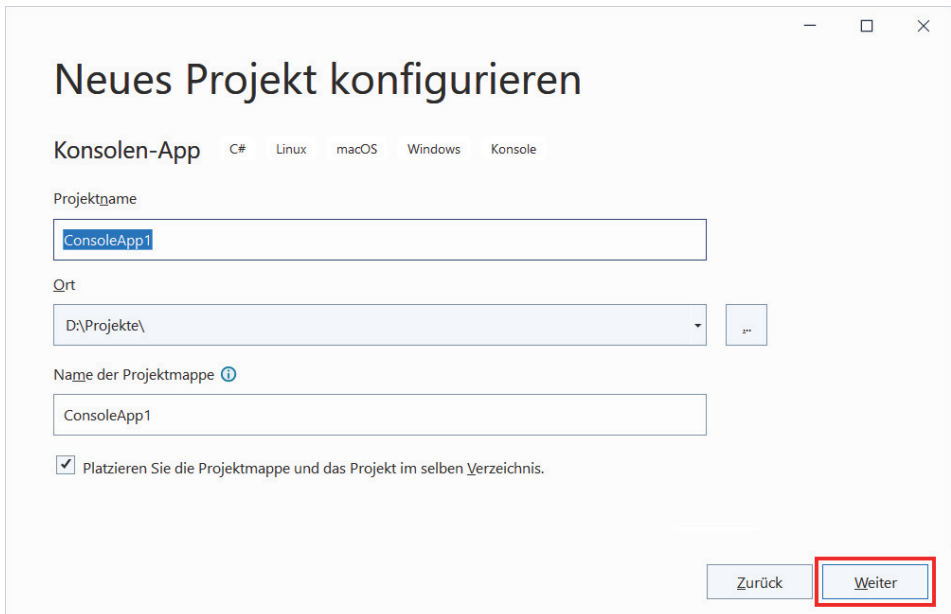 Neues Projekt konfigurieren
Konsolen-App C# Linux macOS Windows Konsole
Projektname
ConsoleApp1
Ort
D:\Projekte\
...
Name der Projektmappe
ConsoleApp1
Platzieren Sie die Projektmappe und das Projekt im selben Verzeichnis.
Zurück Weiter